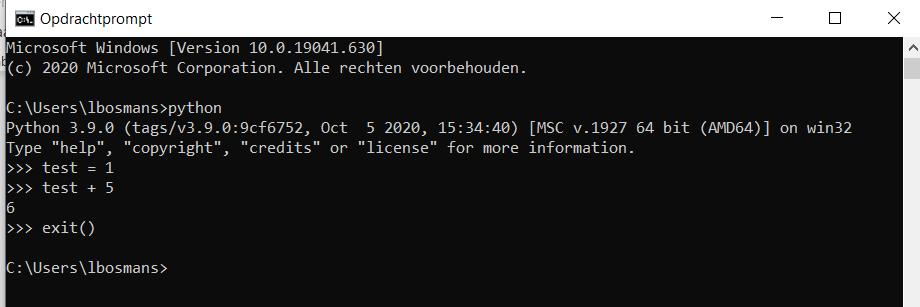 Opdrachtprompt
Microsoft Windows [Version 10.0.19041.630]
(c) 2020 Microsoft Corporation. Alle rechten voorbehouden.
C:\Users\lbosmans>python
Python 3.9.0 (tags/v3.9.0:9cf6752, Oct  5 2020, 15:34:40) [MSC v.1927 64 bit (AMD64)] on win32
Type "help", "copyright", "credits" or "license" for more information.
>>> test = 1
>>> test + 5
6
>>> exit()
C:\Users\lbosmans>